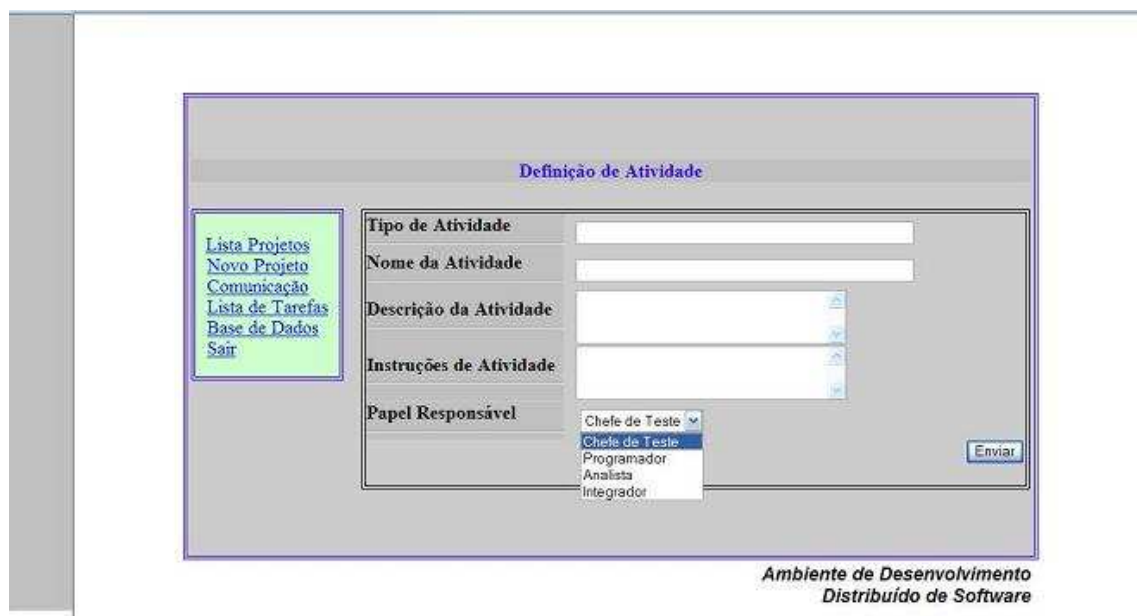 Definição de Atividade
Lista Projetos
Novo Projeto
Comunicação
Lista de Tarefas
Base de Dados
Sair
Tipo de Atividade
Nome da Atividade
Descrição da Atividade
Instruções de Atividade
Papel Responsável
Chefe de Teste
Chefe de Teste
Programador
Analista
Integrador
Enviar
Ambiente de Desenvolvimento
Distribuído de Software